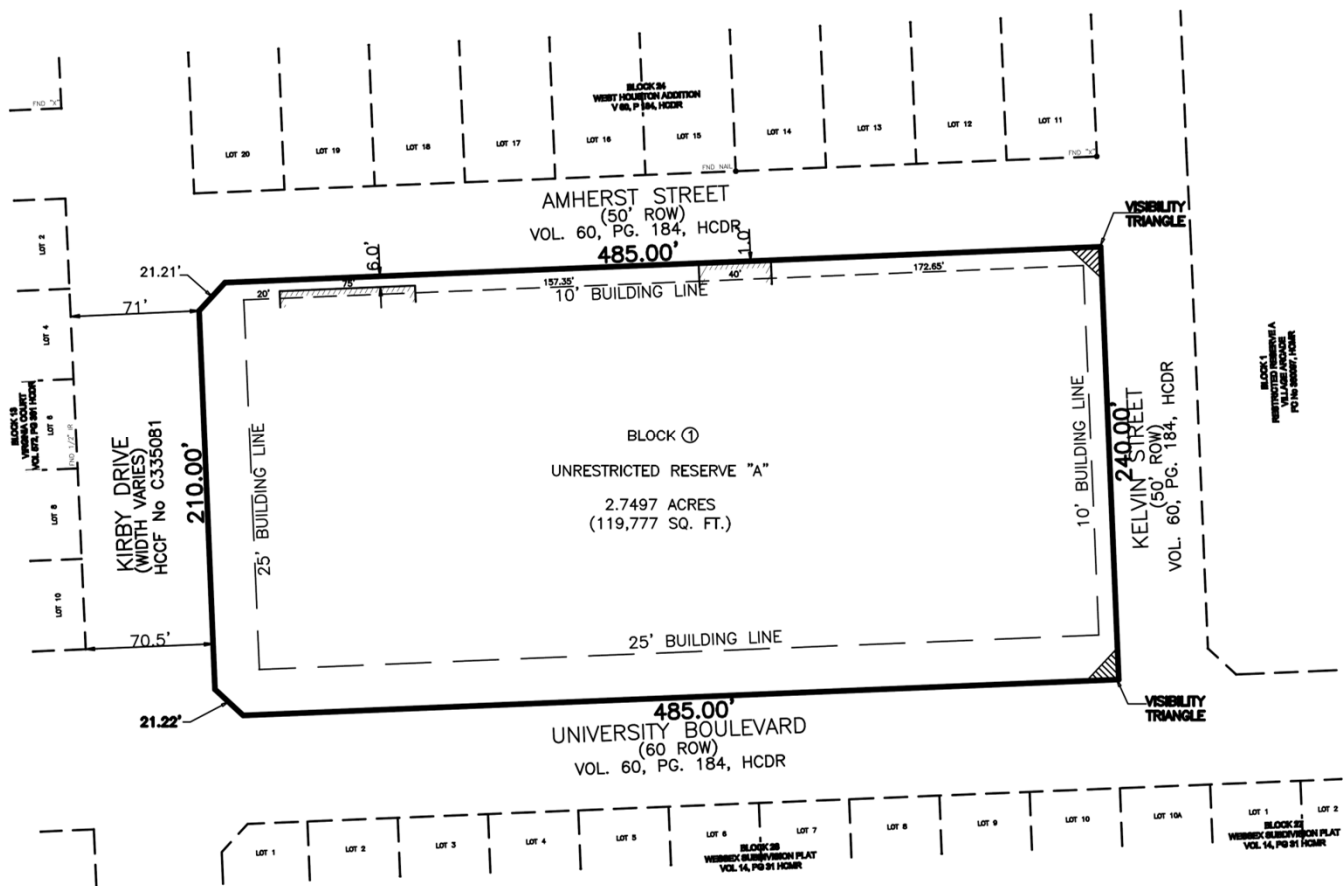 BLOCK 24
WEST HOUSTON ADDITION
V 60, P 184, HCDR
FND "X"
LOT 20
LOT 19
LOT 18
LOT 17
LOT 16
LOT 15
LOT 14
LOT 13
LOT 12
LOT 11
FND NAIL
FND "X"
AMHERST STREET
(50' ROW)
VOL. 60, PG. 184, HCDR
485.00'
VISIBILITY
TRIANGLE
6.0'
1.0'
21.21'
71'
20'
75'
157.35'
40'
172.65'
10' BUILDING LINE
LOT 2
LOT 4
LOT 6
LOT 8
LOT 10
BLOCK 13
VIRGINIA COURT
FND 1/2" IR
KIRBY DRIVE
(WIDTH VARIES)
HCCF No C335081
210.00'
25' BUILDING LINE
BLOCK 1
UNRESTRICTED RESERVE "A"
2.7497 ACRES
(119,777 SQ. FT.)
10' BUILDING LINE
240.00'
KELVIN STREET
(50' ROW)
VOL. 60, PG. 184, HCDR
BLOCK 1
RESTRICTED RESERVE A
VILLAGE ARCADE
70.5'
25' BUILDING LINE
21.22'
485.00'
UNIVERSITY BOULEVARD
(60 ROW)
VOL. 60, PG. 184, HCDR
VISIBILITY
TRIANGLE
LOT 1
LOT 2
LOT 3
LOT 4
LOT 5
LOT 6
LOT 7
LOT 8
LOT 9
LOT 10
LOT 10A
LOT 1
LOT 2
SUBDIVISION PLAT
VOL 14, PG 31 HCMR
SUBDIVISION PLAT
VOL 14, PG 31 HCMR